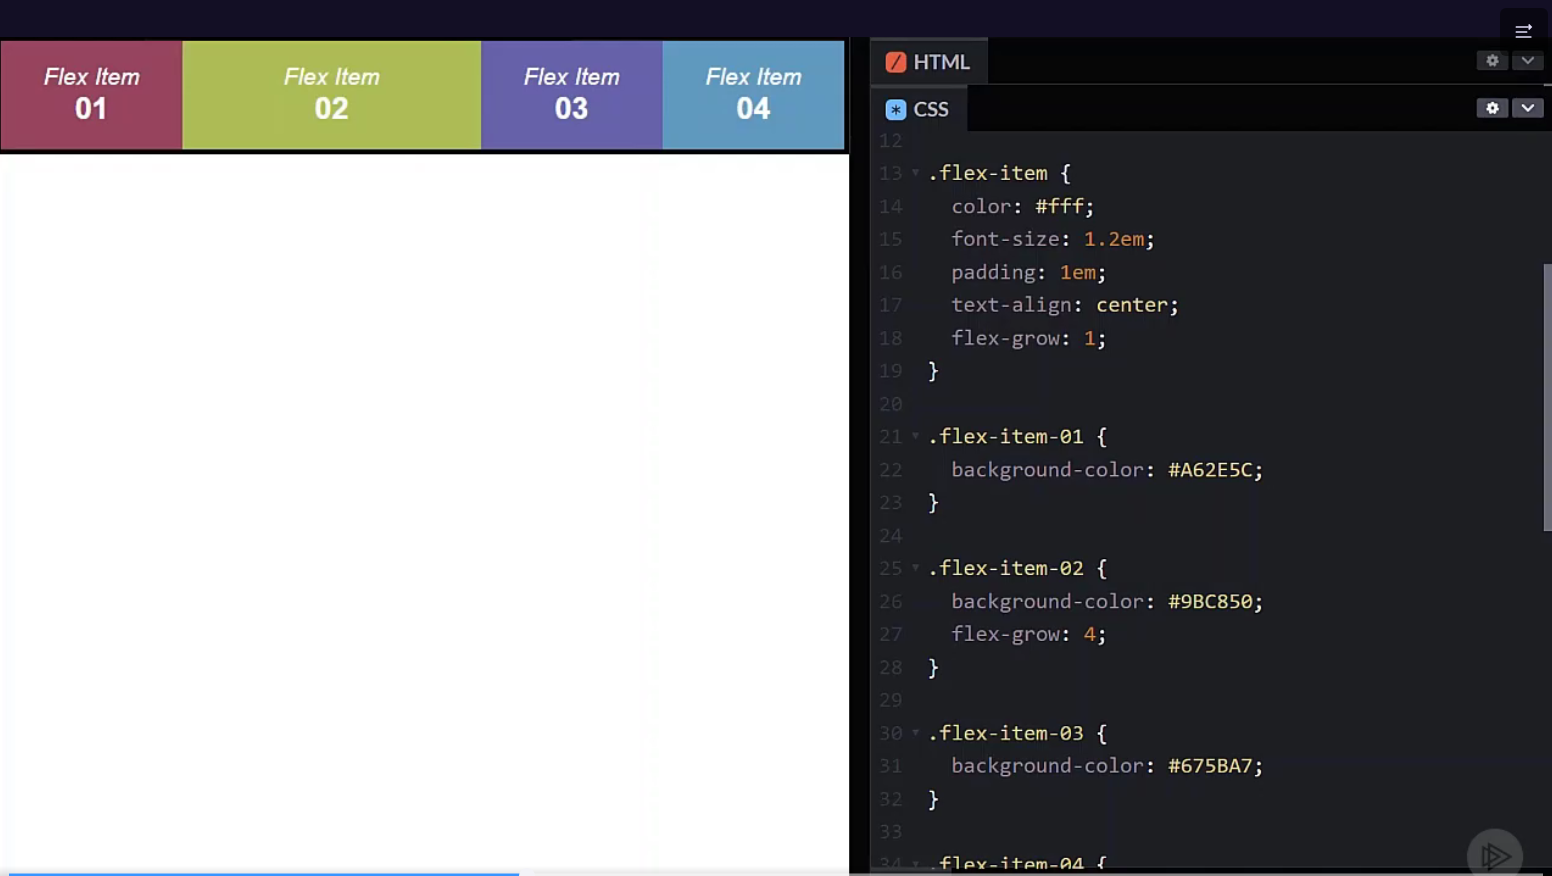 Flex Item
01
Flex Item
02
Flex Item
03
Flex Item
04
HTML
CSS
12
13 .flex-item {
14 color: #fff;
15 font-size: 1.2em;
16 padding: 1em;
17 text-align: center;
18 flex-grow: 1;
19 }
20
21 .flex-item-01 {
22 background-color: #A62E5C;
23 }
24
25 .flex-item-02 {
26 background-color: #9BC850;
27 flex-grow: 4;
28 }
29
30 .flex-item-03 {
31 background-color: #675BA7;
32 }
33
34 .flex-item-04 {